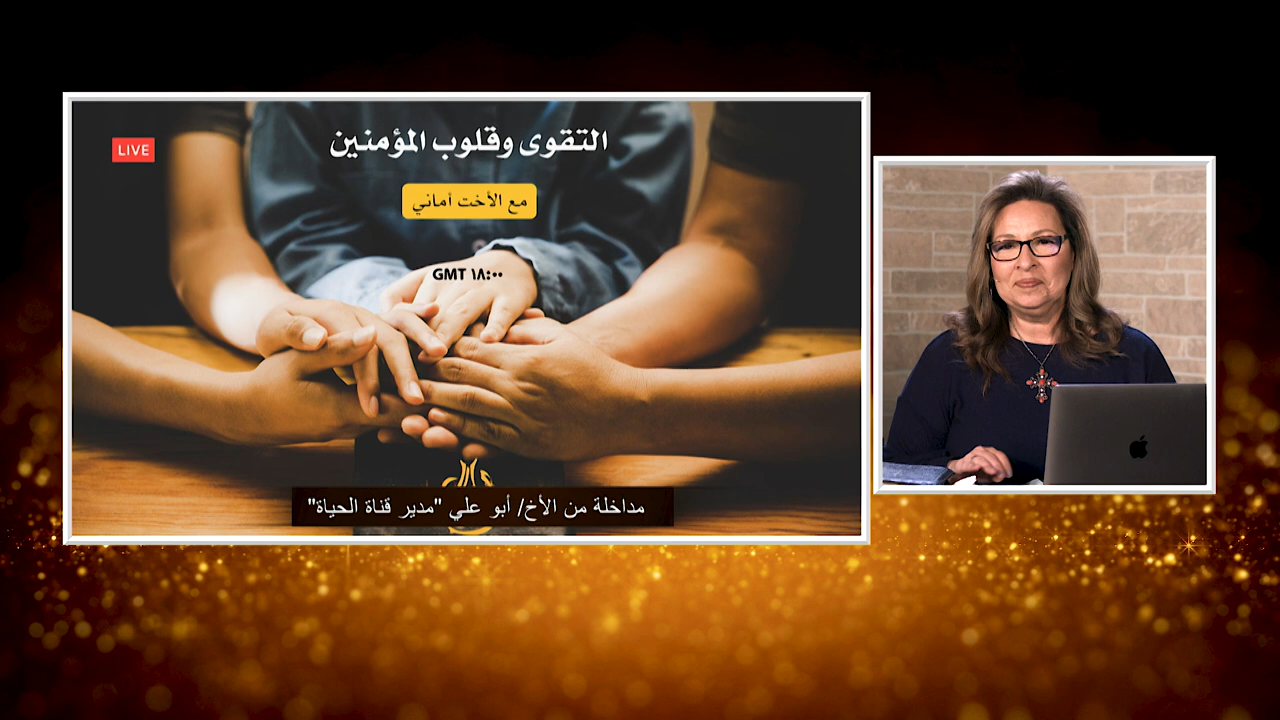 التقوى وقلوب المؤمنين
LIVE
مع الأخت أماني
GMT ١٨:٠٠
مداخلة من الأخ/ أبو علي "مدير قناة الحياة"